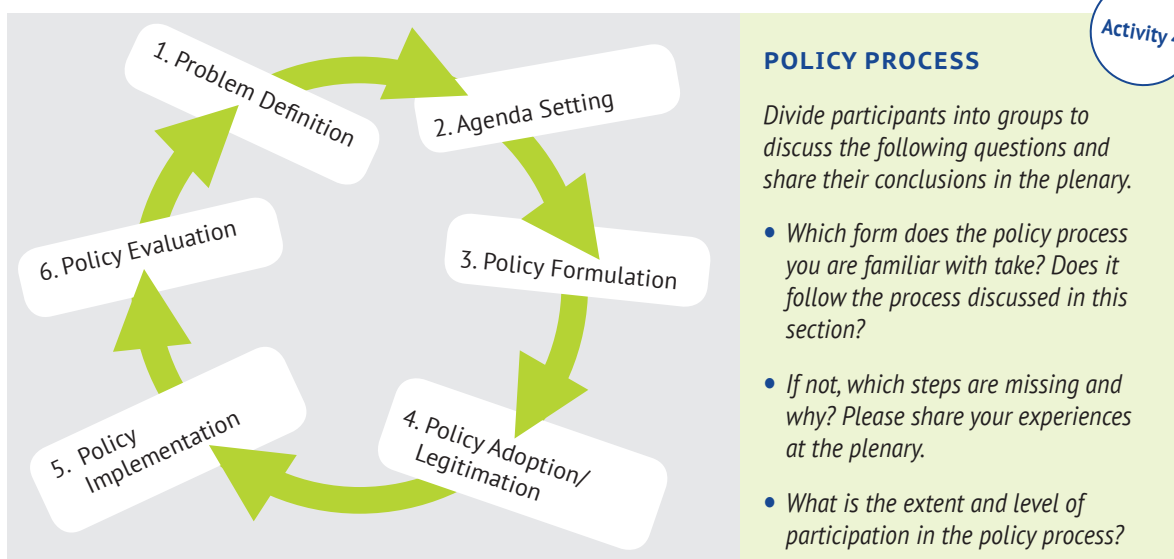 1. Problem Definition
2. Agenda Setting
3. Policy Formulation
4. Policy Adoption/
Legitimation
5. Policy
Implementation
6. Policy Evaluation
Activity
POLICY PROCESS
Divide participants into groups to
discuss the following questions and
share their conclusions in the plenary.
• Which form does the policy process
you are familiar with take? Does it
follow the process discussed in this
section?
• If not, which steps are missing and
why? Please share your experiences
at the plenary.
• What is the extent and level of
participation in the policy process?